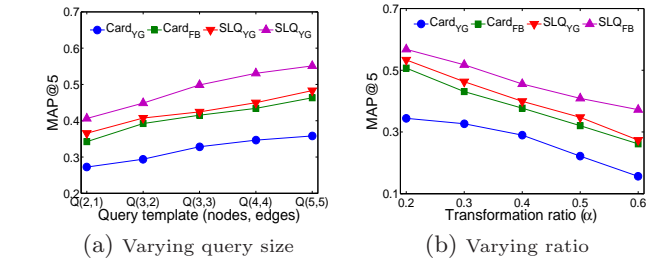 0.7
0.6
0.5
0.4
0.3
0.2
MAP@5
Card_YG Card_FB SLQ_YG SLQ_YG
Q(2,1) Q(3,2) Q(3,3) Q(4,4) Q(5,5)
Query template (nodes, edges)
(a) Varying query size
0.7
0.5
0.3
0.1
MAP@5
Card_YG Card_FB SLQ_YG SLQ_FB
0.2 0.3 0.4 0.5 0.6
Transformation ratio (α)
(b) Varying ratio